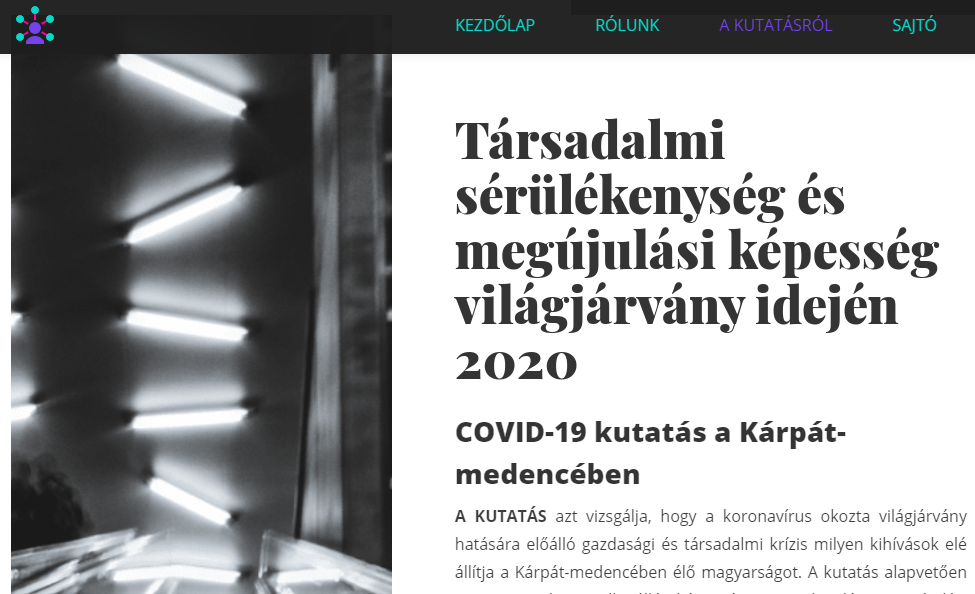 KEZDŐLAP RÓLUNK A KUTATÁSRÓL SAJTÓ
Társadalmi
sérülékenység és
megújulási képesség
világjárvány idején
2020
COVID-19 kutatás a Kárpát-
medencében
A KUTATÁS azt vizsgálja, hogy a koronavírus okozta világjárvány
hatására előálló gazdasági és társadalmi krízis milyen kihívások elé
állítja a Kárpát-medencében élő magyarságot. A kutatás alapvetően